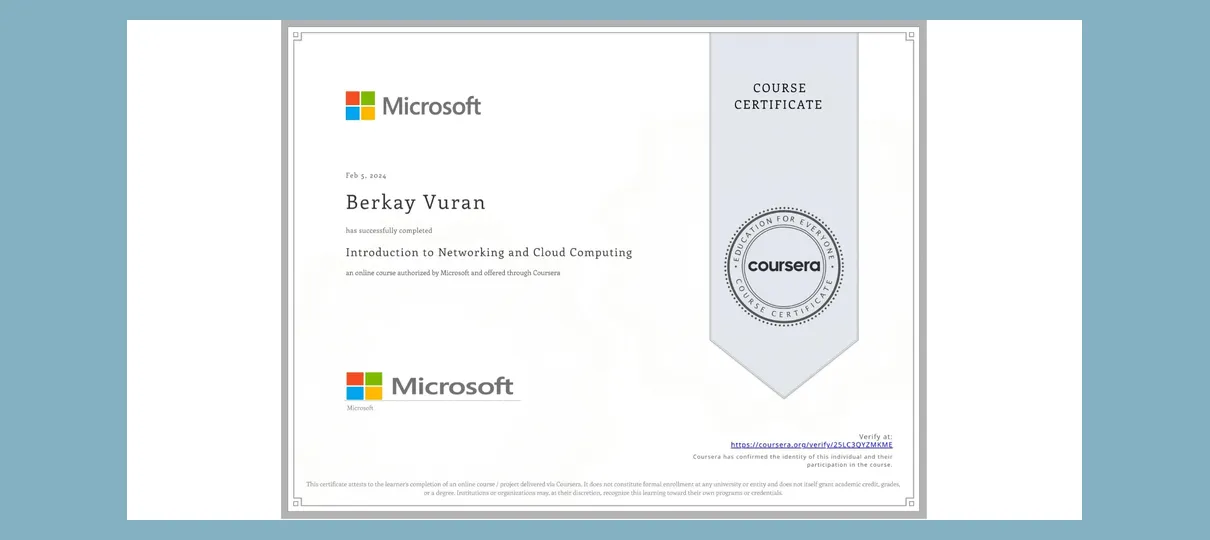 Microsoft
COURSE
CERTIFICATE
Feb 5, 2024
Berkay Vuran
has successfully completed
Introduction to Networking and Cloud Computing
an online course authorized by Microsoft and offered through Coursera
EDUCATION FOR EVERYONE
coursera
COURSE CERTIFICATE
Microsoft
Microsoft
Verify at:
https://coursera.org/verify/25LC3QYZMKME
Coursera has confirmed the identity of this individual and their
participation in the course.
This certificate attests to the learner's completion of an online course / project delivered via Coursera. It does not constitute formal enrollment at any university or entity and does not itself grant academic credit, grades,
or a degree. Institutions or organizations may, at their discretion, recognize this learning toward their own programs or credentials.